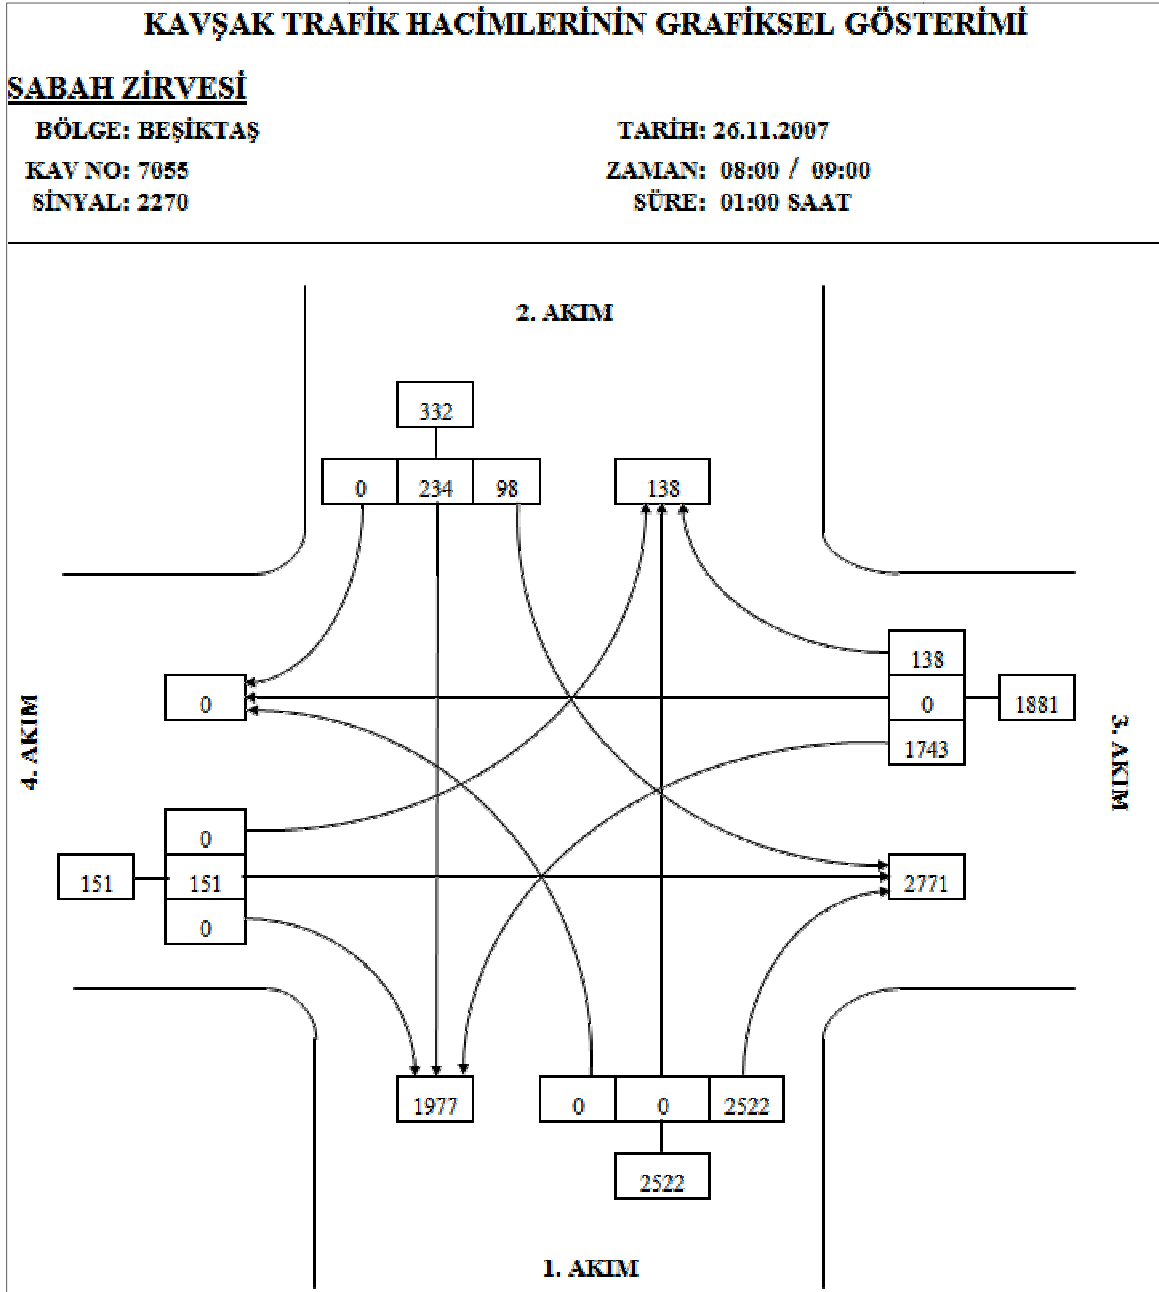 KAVŞAK TRAFİK HACİMLERİNİN GRAFİKSEL GÖSTERİMİ
SABAH ZİRVESİ
BÖLGE: BEŞİKTAŞ
TARİH: 26.11.2007
KAV NO: 7055
ZAMAN: 08:00 / 09:00
SİNYAL: 2270
SÜRE: 01:00 SAAT
2. AKIM
332
0 234 98
138
138
0
0
1881
1743
4. AKIM
3. AKIM
0
151
151
2771
0
1977
0 0 2522
2522
1. AKIM